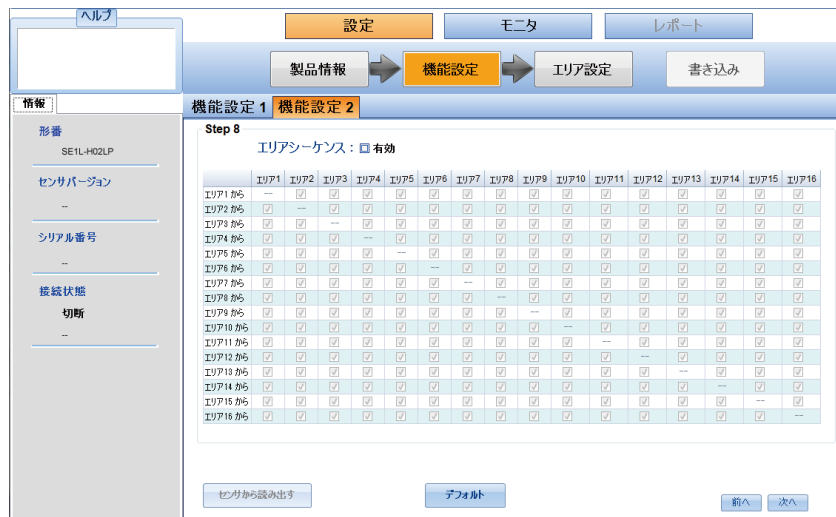 ヘルプ
設定 モニタ レポート
製品情報 機能設定 エリア設定 書き込み
情報
機能設定 1 機能設定 2
形番
SE1L-H02LP
センサバージョン
--
シリアル番号
--
接続状態
切断
--
Step 8
エリアシーケンス： 有効
エリア1 エリア2 エリア3 エリア4 エリア5 エリア6 エリア7 エリア8 エリア9 エリア10 エリア11 エリア12 エリア13 エリア14 エリア15 エリア16
エリア1 から --
エリア2 から --
エリア3 から --
エリア4 から --
エリア5 から --
エリア6 から --
エリア7 から --
エリア8 から --
エリア9 から --
エリア10 から --
エリア11 から --
エリア12 から --
エリア13 から --
エリア14 から --
エリア15 から --
エリア16 から --
センサから読み出す デフォルト 前へ 次へ